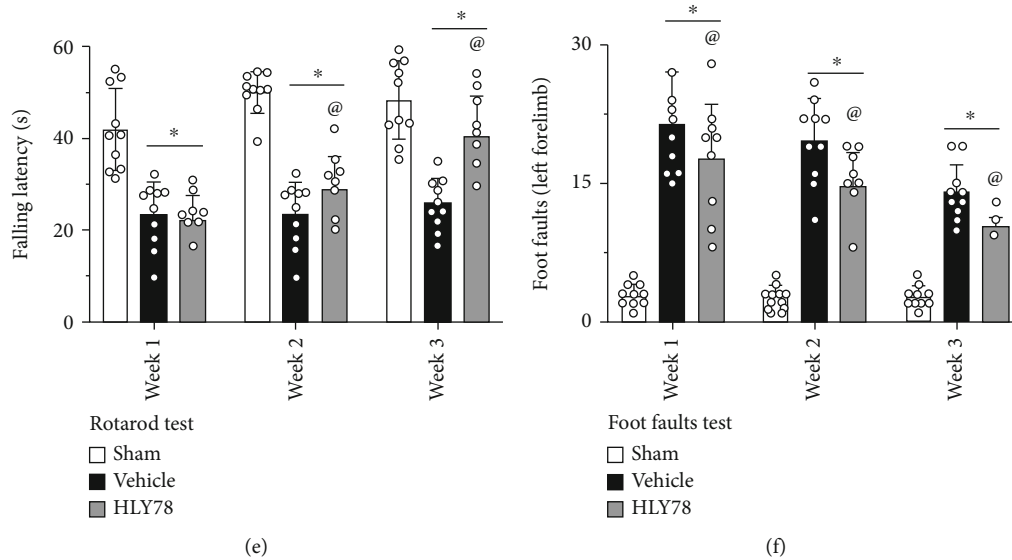 Falling latency (s)
60
40
20
0
*
*
@
*
@
Week 1
Week 2
Week 3
Rotarod test
Sham
Vehicle
HLY78
(e)
Foot faults (left forelimb)
30
15
0
*
@
*
@
*
@
Week 1
Week 2
Week 3
Foot faults test
Sham
Vehicle
HLY78
(f)